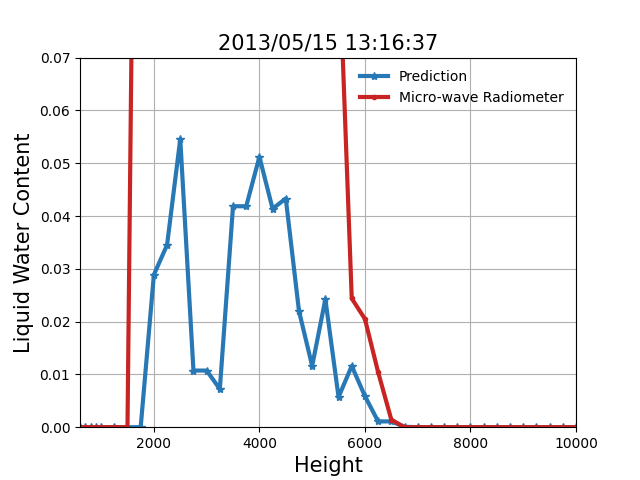 2013/05/15 13:16:37
0.07
0.06
0.05
0.04
0.03
0.02
0.01
0.00
Liquid Water Content
Prediction
Micro-wave Radiometer
2000 4000 6000 8000 10000
Height